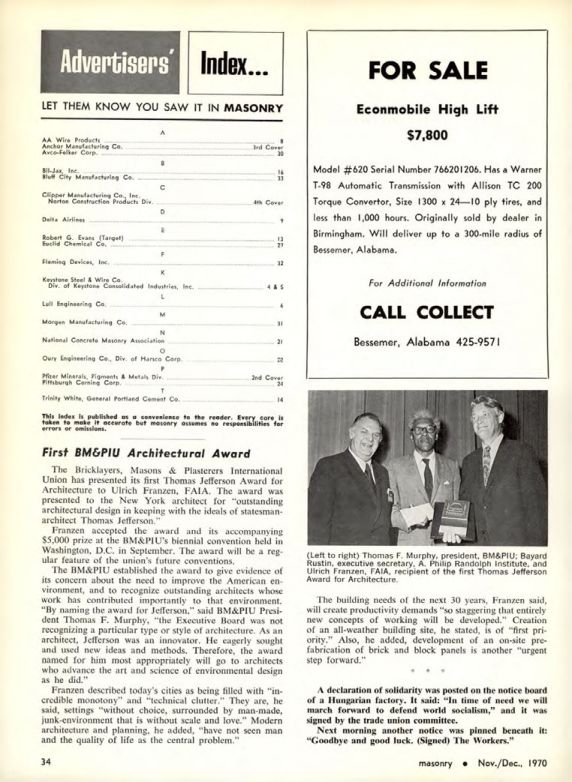 Advertisers' Index...
LET THEM KNOW YOU SAW IT IN MASONRY
A
AA Wire Products 8
Anchor Manufacturing Co. 3rd Cover
Avco-Felker Corp. 30
B
Bil-Jax, Inc. 16
Bluff City Manufacturing Co. 33
C
Clipper Manufacturing Co., Inc.
Norton Construction Products Div. 4th Cover
D
Delta Airlines 9
E
Robert G. Evans (Target) 13
Euclid Chemical Co. 27
F
Fleming Devices, Inc. 32
K
Keystone Steel & Wire Co.
Div. of Keystone Consolidated Industries, Inc. 4 & 5
L
Lull Engineering Co. 6
M
Morgen Manufacturing Co. 31
N
National Concrete Masonry Association 21
O
Oury Engineering Co., Div. of Harsco Corp. 22
P
Pfizer Minerals, Pigments & Metals Div. 2nd Cover
Pittsburgh Corning Corp. 24
T
Trinity White, General Portland Cement Co. 14
This index is published as a convenience to the reader. Every care is
taken to make it accurate but masonry assumes no responsibilities for
errors or omissions.
First BM&PIU Architectural Award
The Bricklayers, Masons & Plasterers International
Union has presented its first Thomas Jefferson Award for
Architecture to Ulrich Franzen, FAIA. The award was
presented to the New York architect for "outstanding
architectural design in keeping with the ideals of statesman-
architect Thomas Jefferson."
Franzen accepted the award and its accompanying
$5,000 prize at the BM&PIU's biennial convention held in
Washington, D.C. in September. The award will be a reg-
ular feature of the union's future conventions.
The BM&PIU established the award to give evidence of
its concern about the need to improve the American en-
vironment, and to recognize outstanding architects whose
work has contributed importantly to that environment.
"By naming the award for Jefferson," said BM&PIU Presi-
dent Thomas F. Murphy, "the Executive Board was not
recognizing a particular type or style of architecture. As an
architect, Jefferson was an innovator. He eagerly sought
and used new ideas and methods. Therefore, the award
named for him most appropriately will go to architects
who advance the art and science of environmental design
as he did."
Franzen described today's cities as being filled with "in-
credible monotony" and "technical clutter." They are, he
said, settings "without choice, surrounded by man-made,
junk-environment that is without scale and love." Modern
architecture and planning, he added, "have not seen man
and the quality of life as the central problem."
FOR SALE
Econmobile High Lift
$7,800
Model #620 Serial Number 766201206. Has a Warner
T-98 Automatic Transmission with Allison TC 200
Torque Convertor, Size 1300 x 24—10 ply tires, and
less than 1,000 hours. Originally sold by dealer in
Birmingham. Will deliver up to a 300-mile radius of
Bessemer, Alabama.
For Additional Information
CALL COLLECT
Bessemer, Alabama 425-9571
(Left to right) Thomas F. Murphy, president, BM&PIU; Bayard
Rustin, executive secretary, A. Philip Randolph Institute, and
Ulrich Franzen, FAIA, recipient of the first Thomas Jefferson
Award for Architecture.
The building needs of the next 30 years, Franzen said,
will create productivity demands "so staggering that entirely
new concepts of working will be developed." Creation
of an all-weather building site, he stated, is of "first pri-
ority." Also, he added, development of an on-site pre-
fabrication of brick and block panels is another "urgent
step forward."
* * *
A declaration of solidarity was posted on the notice board
of a Hungarian factory. It said: "In time of need we will
march forward to defend world socialism," and it was
signed by the trade union committee.
Next morning another notice was pinned beneath it:
"Goodbye and good luck. (Signed) The Workers."
34
masonry • Nov./Dec., 1970